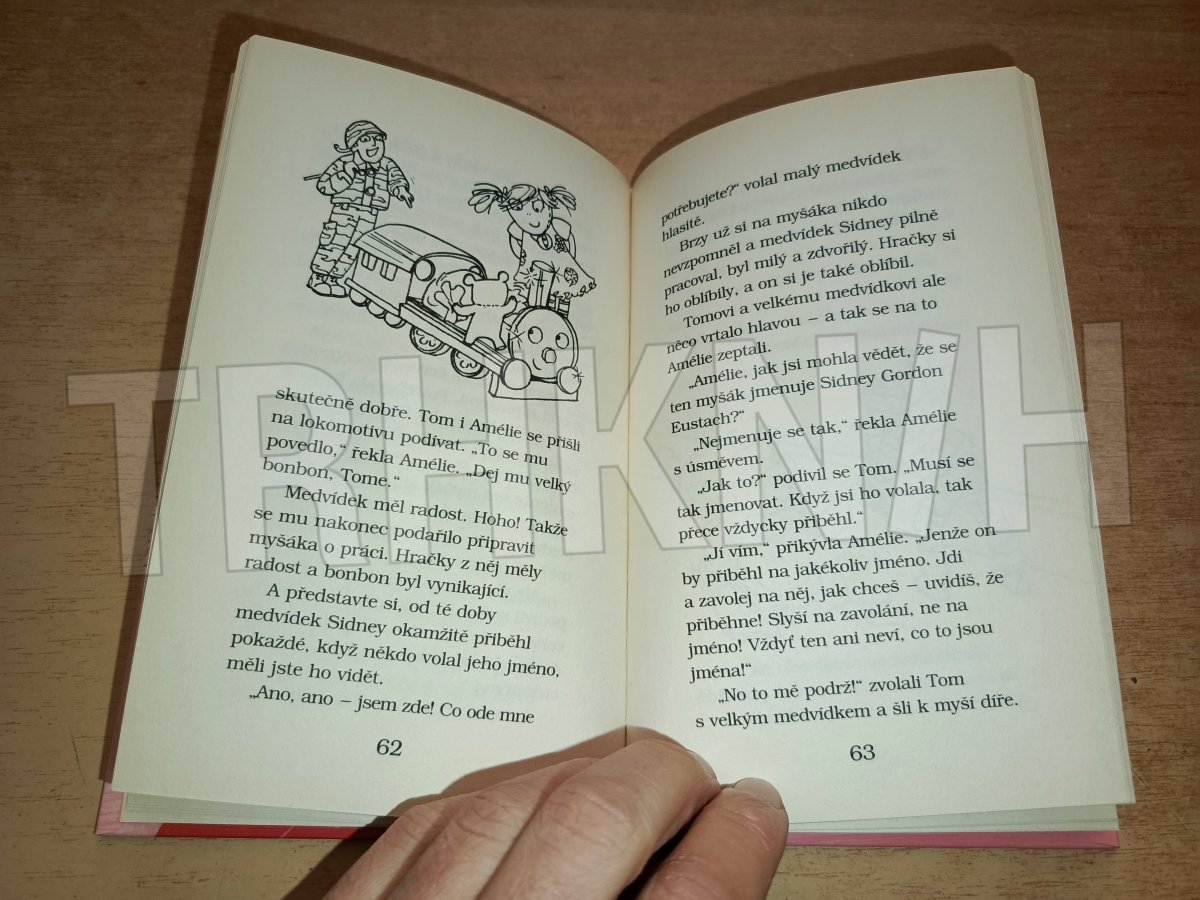 skutečně dobře. Tom i Amélie se přišli
na lokomotivu podívat. „To se mu
povedlo,“ řekla Amélie. „Dej mu velký
bonbon, Tome.“
Medvídek měl radost. Hoho! Takže
se mu nakonec podařilo připravit
myšáka o práci. Hračky z něj měly
radost a bonbon byl vynikající.
A představte si, od té doby
medvídek Sidney okamžitě přiběhl
pokaždé, když někdo volal jeho jméno,
měli jste ho vidět.
„Ano, ano – jsem zde! Co ode mne
62
potřebujete?“ volal malý medvídek
hlasitě.
Brzy už si na myšáka nikdo
nevzpomněl a medvídek Sidney pilně
pracoval, byl milý a zdvořilý. Hračky si
ho oblíbily, a on si je také oblíbil.
Tomovi a velkému medvídkovi ale
něco vrtalo hlavou – a tak se na to
Amélie zeptali.
„Amélie, jak jsi mohla vědět, že se
ten myšák jmenuje Sidney Gordon
Eustach?“
„Nejmenuje se tak,“ řekla Amélie
s úsměvem.
„Jak to?“ podivil se Tom. „Musí se
tak jmenovat. Když jsi ho volala, tak
přece vždycky přiběhl.“
„Jí vím,“ přikývla Amélie. „Jenže on
by přiběhl na jakékoliv jméno. Jdi
a zavolej na něj, jak chceš – uvidíš, že
přiběhne! Slyší na zavolání, ne na
jméno! Vždyť ten ani neví, co to jsou
jména!“
„No to mě podrž!“ zvolali Tom
s velkým medvídkem a šli k myší díře.
63
TRHKNI/H